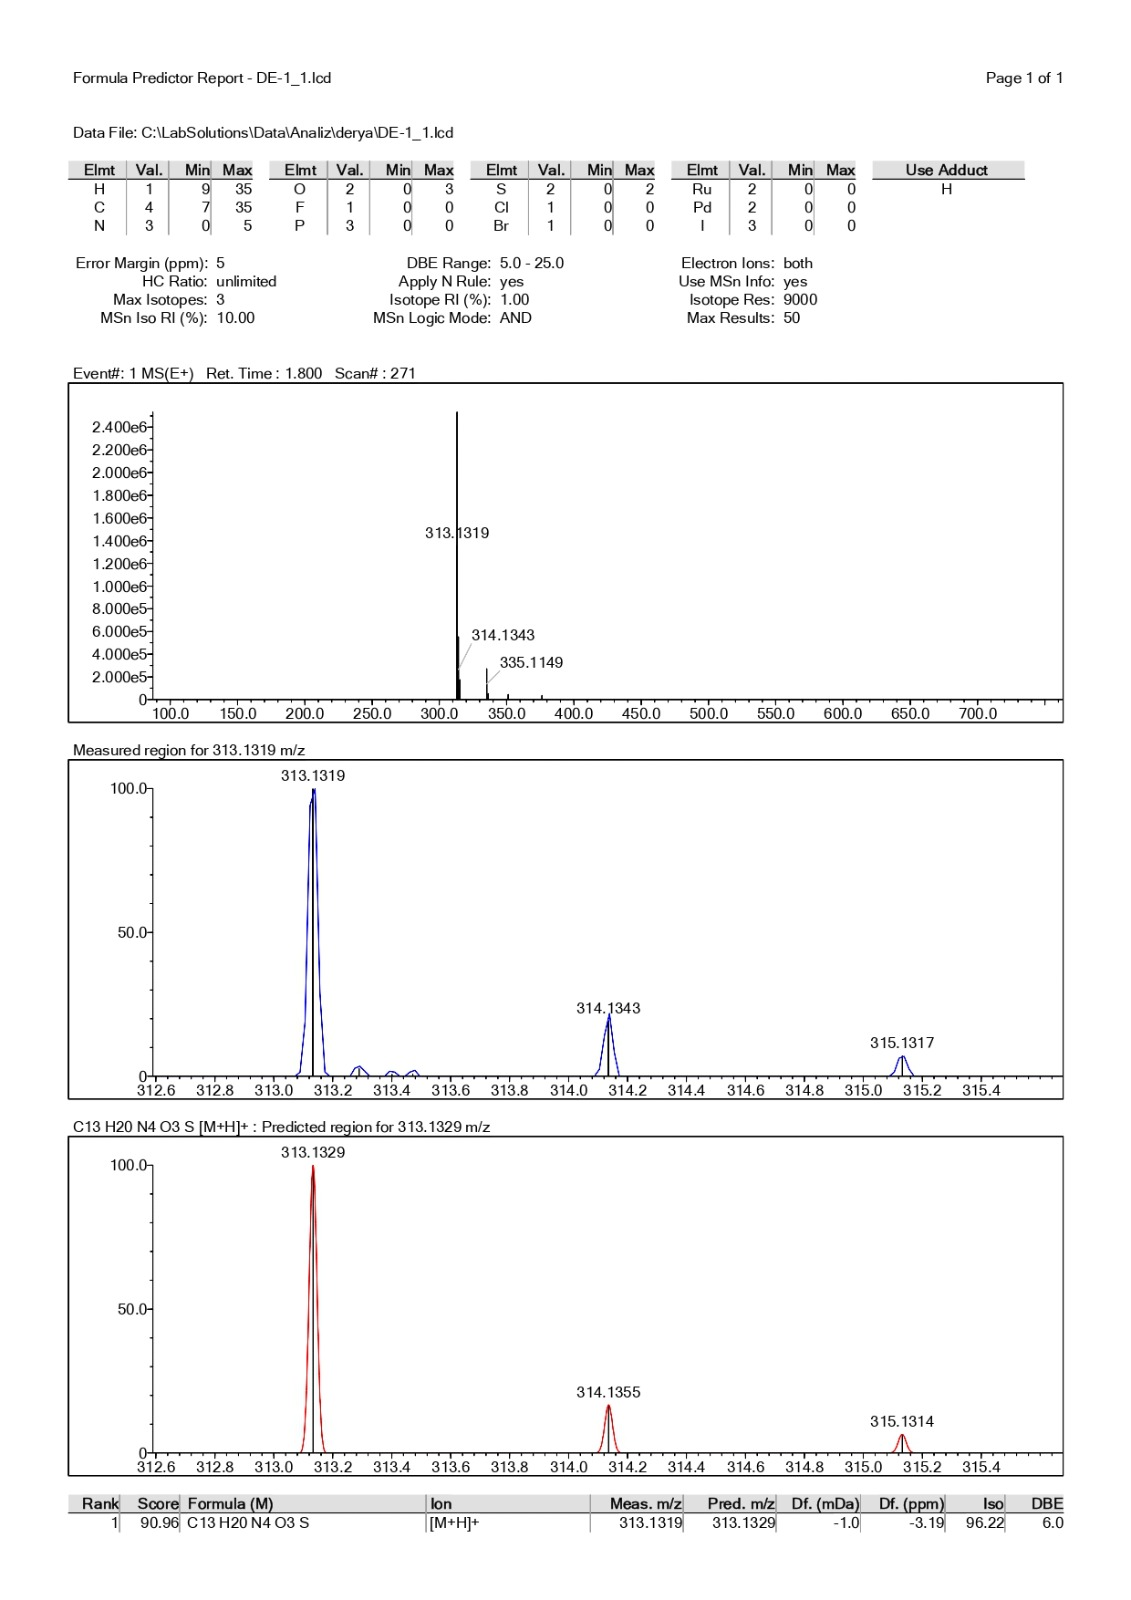 Formula Predictor Report - DE-1_1.lcd Page 1 of 1
Data File: C:\LabSolutions\Data\Analiz\derya\DE-1_1.lcd
Elmt Val. Min Max Elmt Val. Min Max Elmt Val. Min Max Elmt Val. Min Max Use Adduct
H 1 9 35 O 2 0 3 S 2 0 2 Ru 2 0 0 H
C 4 7 35 F 1 0 0 Cl 1 0 0 Pd 2 0 0
N 3 0 5 P 3 0 0 Br 1 0 0 I 3 0 0
Error Margin (ppm): 5 DBE Range: 5.0 - 25.0 Electron Ions: both
HC Ratio: unlimited Apply N Rule: yes Use MSn Info: yes
Max Isotopes: 3 Isotope RI (%): 1.00 Isotope Res: 9000
MSn Iso RI (%): 10.00 MSn Logic Mode: AND Max Results: 50
Event#: 1 MS(E+) Ret. Time : 1.800 Scan# : 271
2.400e6
2.200e6
2.000e6
1.800e6
1.600e6
313.1319
1.400e6
1.200e6
1.000e6
8.000e5
6.000e5 314.1343
4.000e5 335.1149
2.000e5
0
100.0 150.0 200.0 250.0 300.0 350.0 400.0 450.0 500.0 550.0 600.0 650.0 700.0
Measured region for 313.1319 m/z
313.1319
100.0
50.0
314.1343
315.1317
0
312.6 312.8 313.0 313.2 313.4 313.6 313.8 314.0 314.2 314.4 314.6 314.8 315.0 315.2 315.4
C13 H20 N4 O3 S [M+H]+ : Predicted region for 313.1329 m/z
313.1329
100.0
50.0
314.1355
315.1314
0
312.6 312.8 313.0 313.2 313.4 313.6 313.8 314.0 314.2 314.4 314.6 314.8 315.0 315.2 315.4
Rank Score Formula (M) Ion Meas. m/z Pred. m/z Df. (mDa) Df. (ppm) Iso DBE
1 90.96 C13 H20 N4 O3 S [M+H]+ 313.1319 313.1329 -1.0 -3.19 96.22 6.0